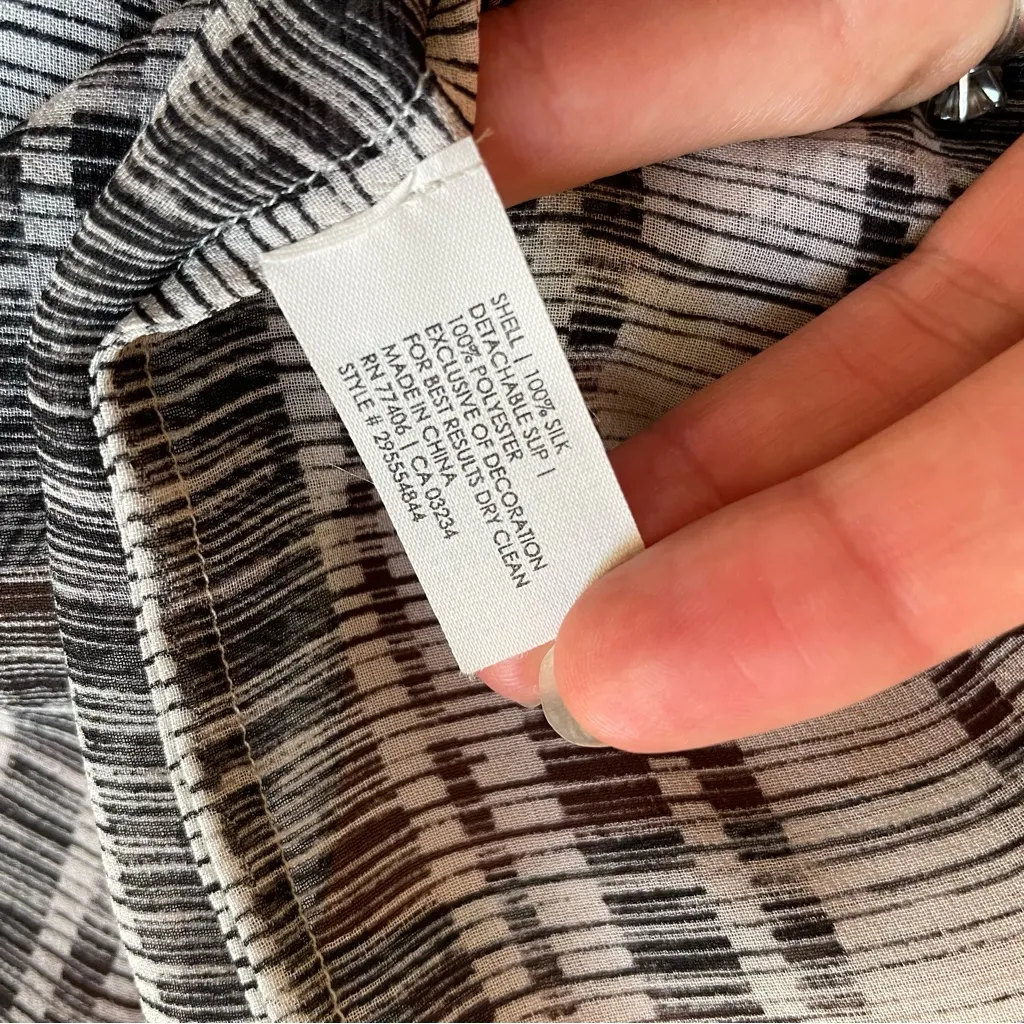 SHELL | 100% SILK
DETACHABLE SLIP |
100% POLYESTER
EXCLUSIVE OF DECORATION
FOR BEST RESULTS DRY CLEAN
MADE IN CHINA
RN 77406 | CA 03234
STYLE # 295554844